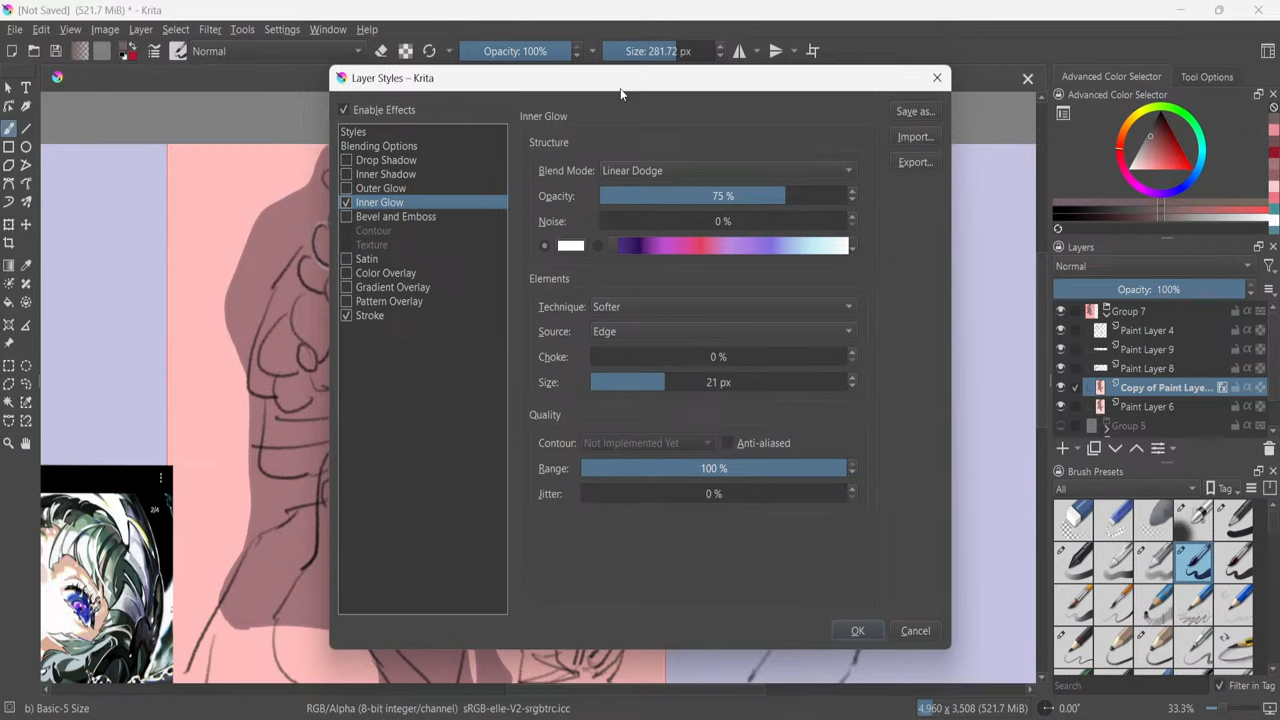 [Not Saved] (521.7 MiB) * – Krita
File Edit View Image Layer Select Filter Tools Settings Window Help
Normal
Opacity: 100%
Size: 281.72 px
Layer Styles – Krita
Enable Effects
Styles
Blending Options
Drop Shadow
Inner Shadow
Outer Glow
Inner Glow
Bevel and Emboss
Contour
Texture
Satin
Color Overlay
Gradient Overlay
Pattern Overlay
Stroke
Inner Glow
Structure
Blend Mode: Linear Dodge
Opacity: 75 %
Noise: 0 %
Elements
Technique: Softer
Source: Edge
Choke: 0 %
Size: 21 px
Quality
Contour: Not Implemented Yet Anti-aliased
Range: 100 %
Jitter: 0 %
Save as...
Import...
Export...
OK Cancel
2/4
Advanced Color Selector Tool Options
Advanced Color Selector
Layers
Normal
Opacity: 100%
Group 7
Paint Layer 4
Paint Layer 9
Paint Layer 8
Copy of Paint Laye...
Paint Layer 6
Group 5
Brush Presets
All Tag
Search Filter in Tag
b) Basic-5 Size
RGB/Alpha (8-bit integer/channel) sRGB-elle-V2-srgbtrc.icc
4,960 x 3,508 (521.7 MiB) 0.00° 33.3%